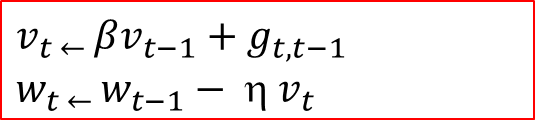 v_t ← βv_{t−1} + g_{t,t−1}
w_t ← w_{t−1} − η v_t